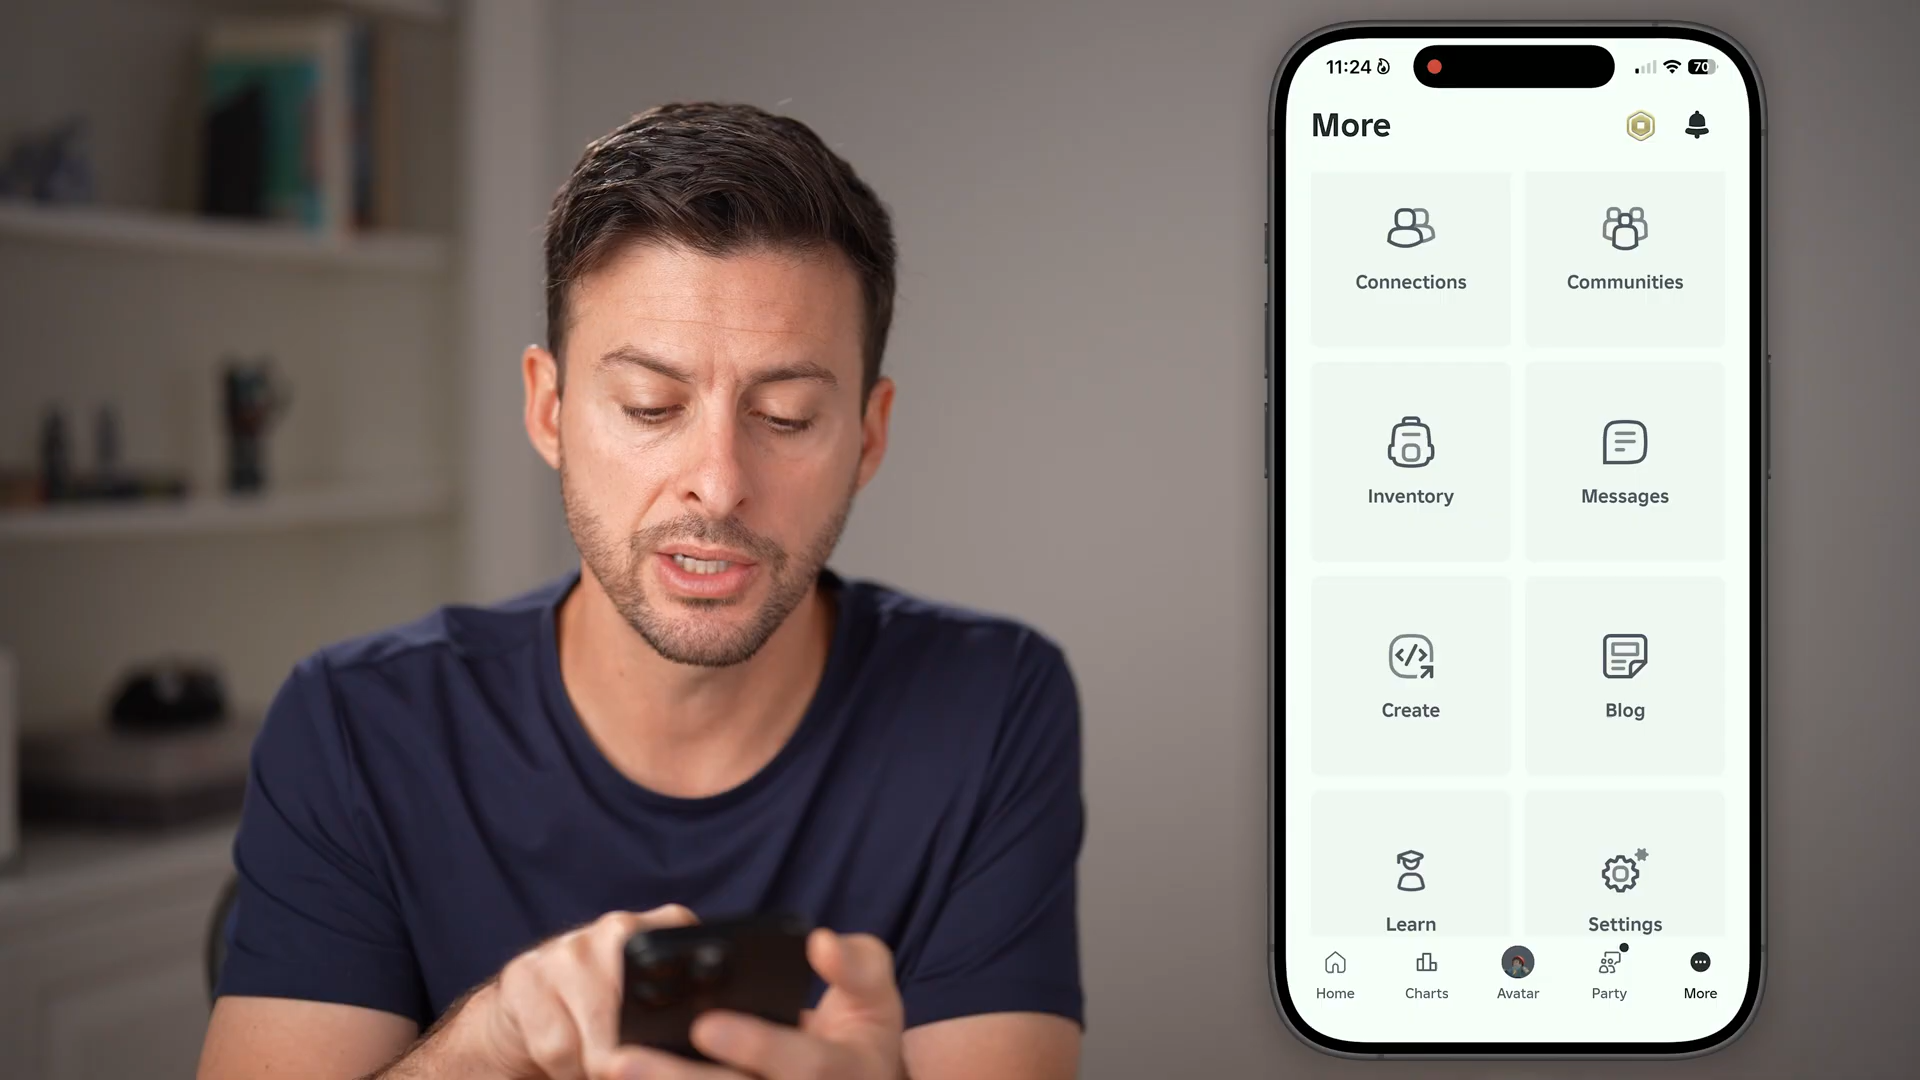 11:24
70
More
Connections
Communities
Inventory
Messages
Create
Blog
Learn
Settings
Home
Charts
Avatar
Party
More